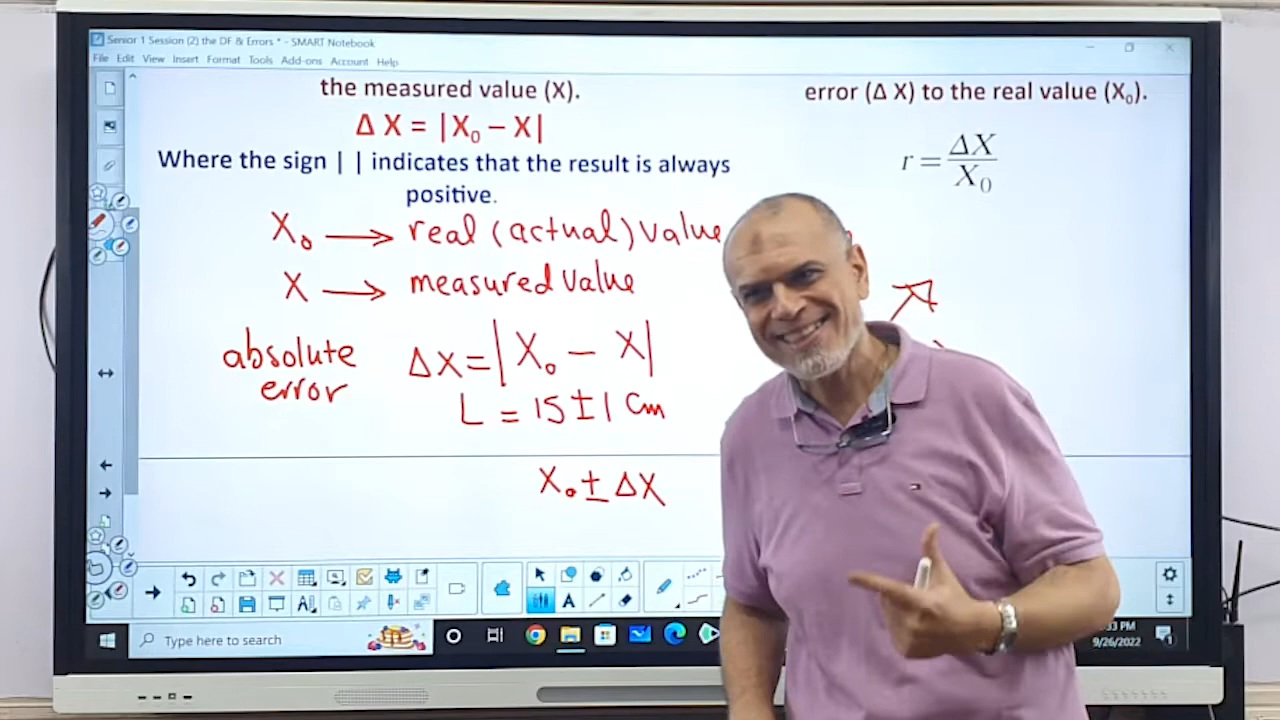 Senior 1 Session (2) the DF & Errors * - SMART Notebook
File Edit View Insert Format Tools Add-ons Account Help
the measured value (X).
Δ X = |X₀ – X|
Where the sign | | indicates that the result is always
positive.
X₀ → real (actual) value
X → measured value
absolute
error
ΔX = |X₀ – X|
L = 15 ± 1 Cm
X₀ ± ΔX
error (Δ X) to the real value (X₀).
r = ΔX / X₀
Type here to search
33 PM
9/26/2022